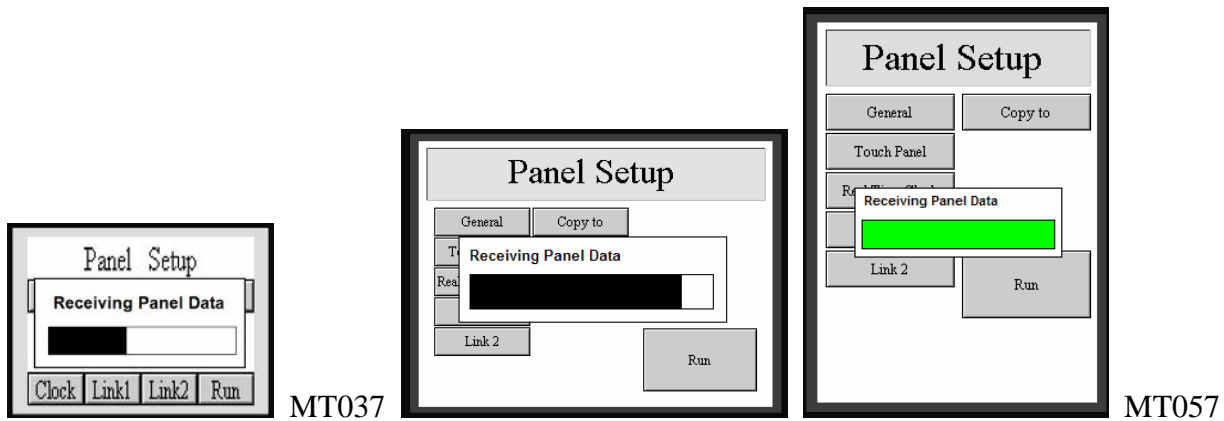 Panel Setup
Receiving Panel Data
Clock Link1 Link2 Run
MT037
Panel Setup
General Copy to
Receiving Panel Data
Link 2
Run
Panel Setup
General Copy to
Touch Panel
Receiving Panel Data
Link 2
Run
MT057